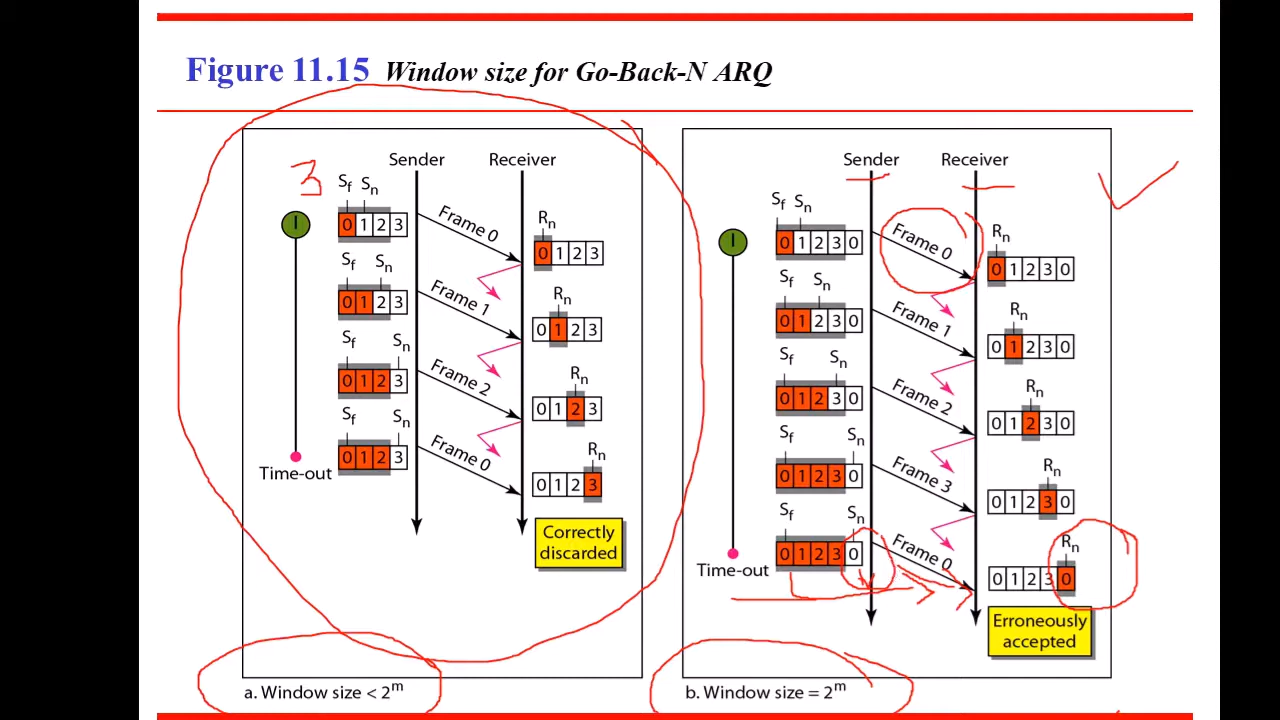 Figure 11.15 Window size for Go-Back-N ARQ
3
Sender Receiver
Sf Sn
0 1 2 3
Frame 0
Rn
0 1 2 3
Sf Sn
0 1 2 3
Frame 1
Rn
0 1 2 3
Sf Sn
0 1 2 3
Frame 2
Rn
0 1 2 3
Sf Sn
0 1 2 3
Frame 0
Rn
0 1 2 3
Time-out
Correctly
discarded
a. Window size < 2^m
Sender Receiver
Sf Sn
0 1 2 3 0
Frame 0
Rn
0 1 2 3 0
Sf Sn
0 1 2 3 0
Frame 1
Rn
0 1 2 3 0
Sf Sn
0 1 2 3 0
Frame 2
Rn
0 1 2 3 0
Sf Sn
0 1 2 3 0
Frame 3
Rn
0 1 2 3 0
Sf Sn
0 1 2 3 0
Frame 0
Rn
0 1 2 3 0
Time-out
Erroneously
accepted
b. Window size = 2^m